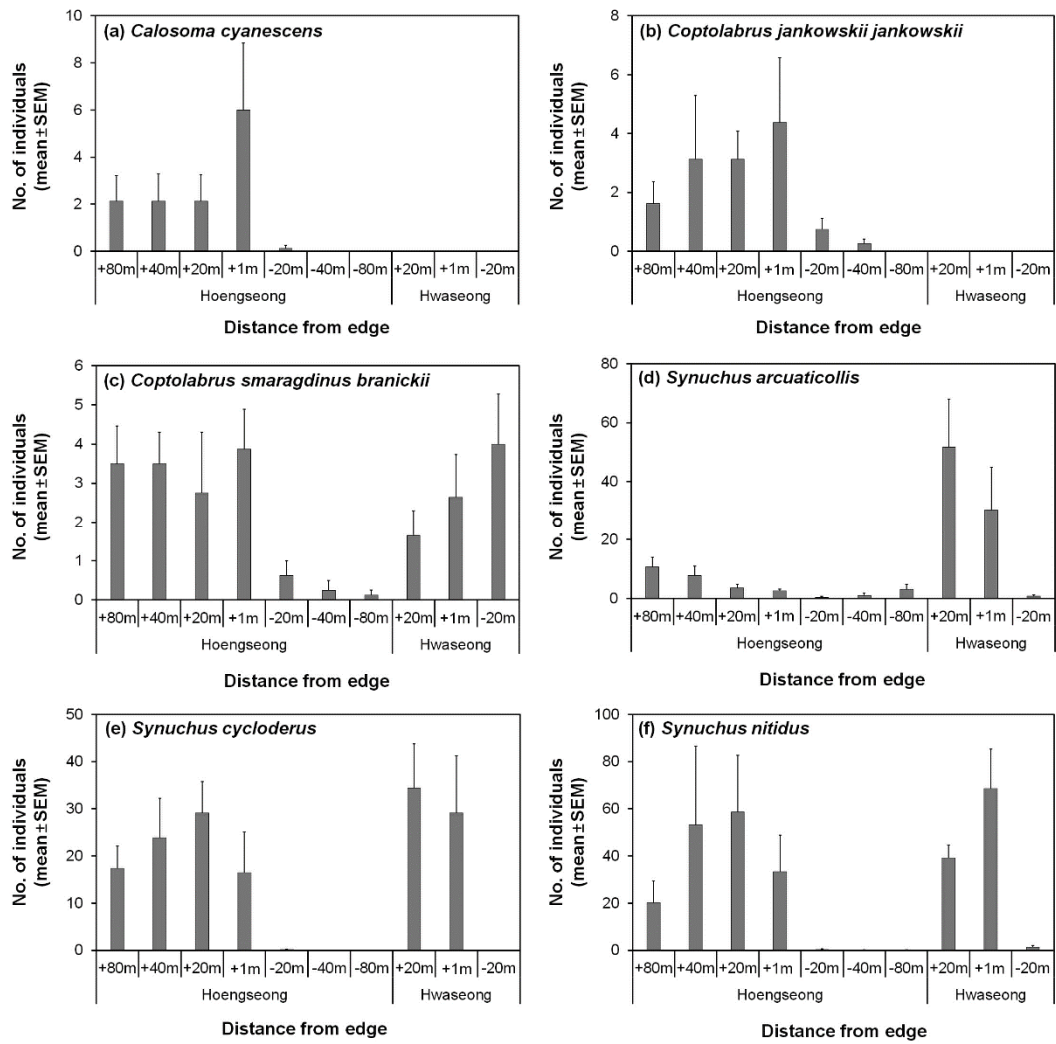 (a) Calosoma cyanescens
No. of individuals
(mean±SEM)
10
8
6
4
2
0
+80m +40m +20m +1m -20m -40m -80m +20m +1m -20m
Hoengseong Hwaseong
Distance from edge
(b) Coptolabrus jankowskii jankowskii
No. of individuals
(mean±SEM)
8
6
4
2
0
+80m +40m +20m +1m -20m -40m -80m +20m +1m -20m
Hoengseong Hwaseong
Distance from edge
(c) Coptolabrus smaragdinus branickii
No. of individuals
(mean±SEM)
6
5
4
3
2
1
0
+80m +40m +20m +1m -20m -40m -80m +20m +1m -20m
Hoengseong Hwaseong
Distance from edge
(d) Synuchus arcuaticollis
No. of individuals
(mean±SEM)
80
60
40
20
0
+80m +40m +20m +1m -20m -40m -80m +20m +1m -20m
Hoengseong Hwaseong
Distance from edge
(e) Synuchus cycloderus
No. of individuals
(mean±SEM)
50
40
30
20
10
0
+80m +40m +20m +1m -20m -40m -80m +20m +1m -20m
Hoengseong Hwaseong
Distance from edge
(f) Synuchus nitidus
No. of individuals
(mean±SEM)
100
80
60
40
20
0
+80m +40m +20m +1m -20m -40m -80m +20m +1m -20m
Hoengseong Hwaseong
Distance from edge